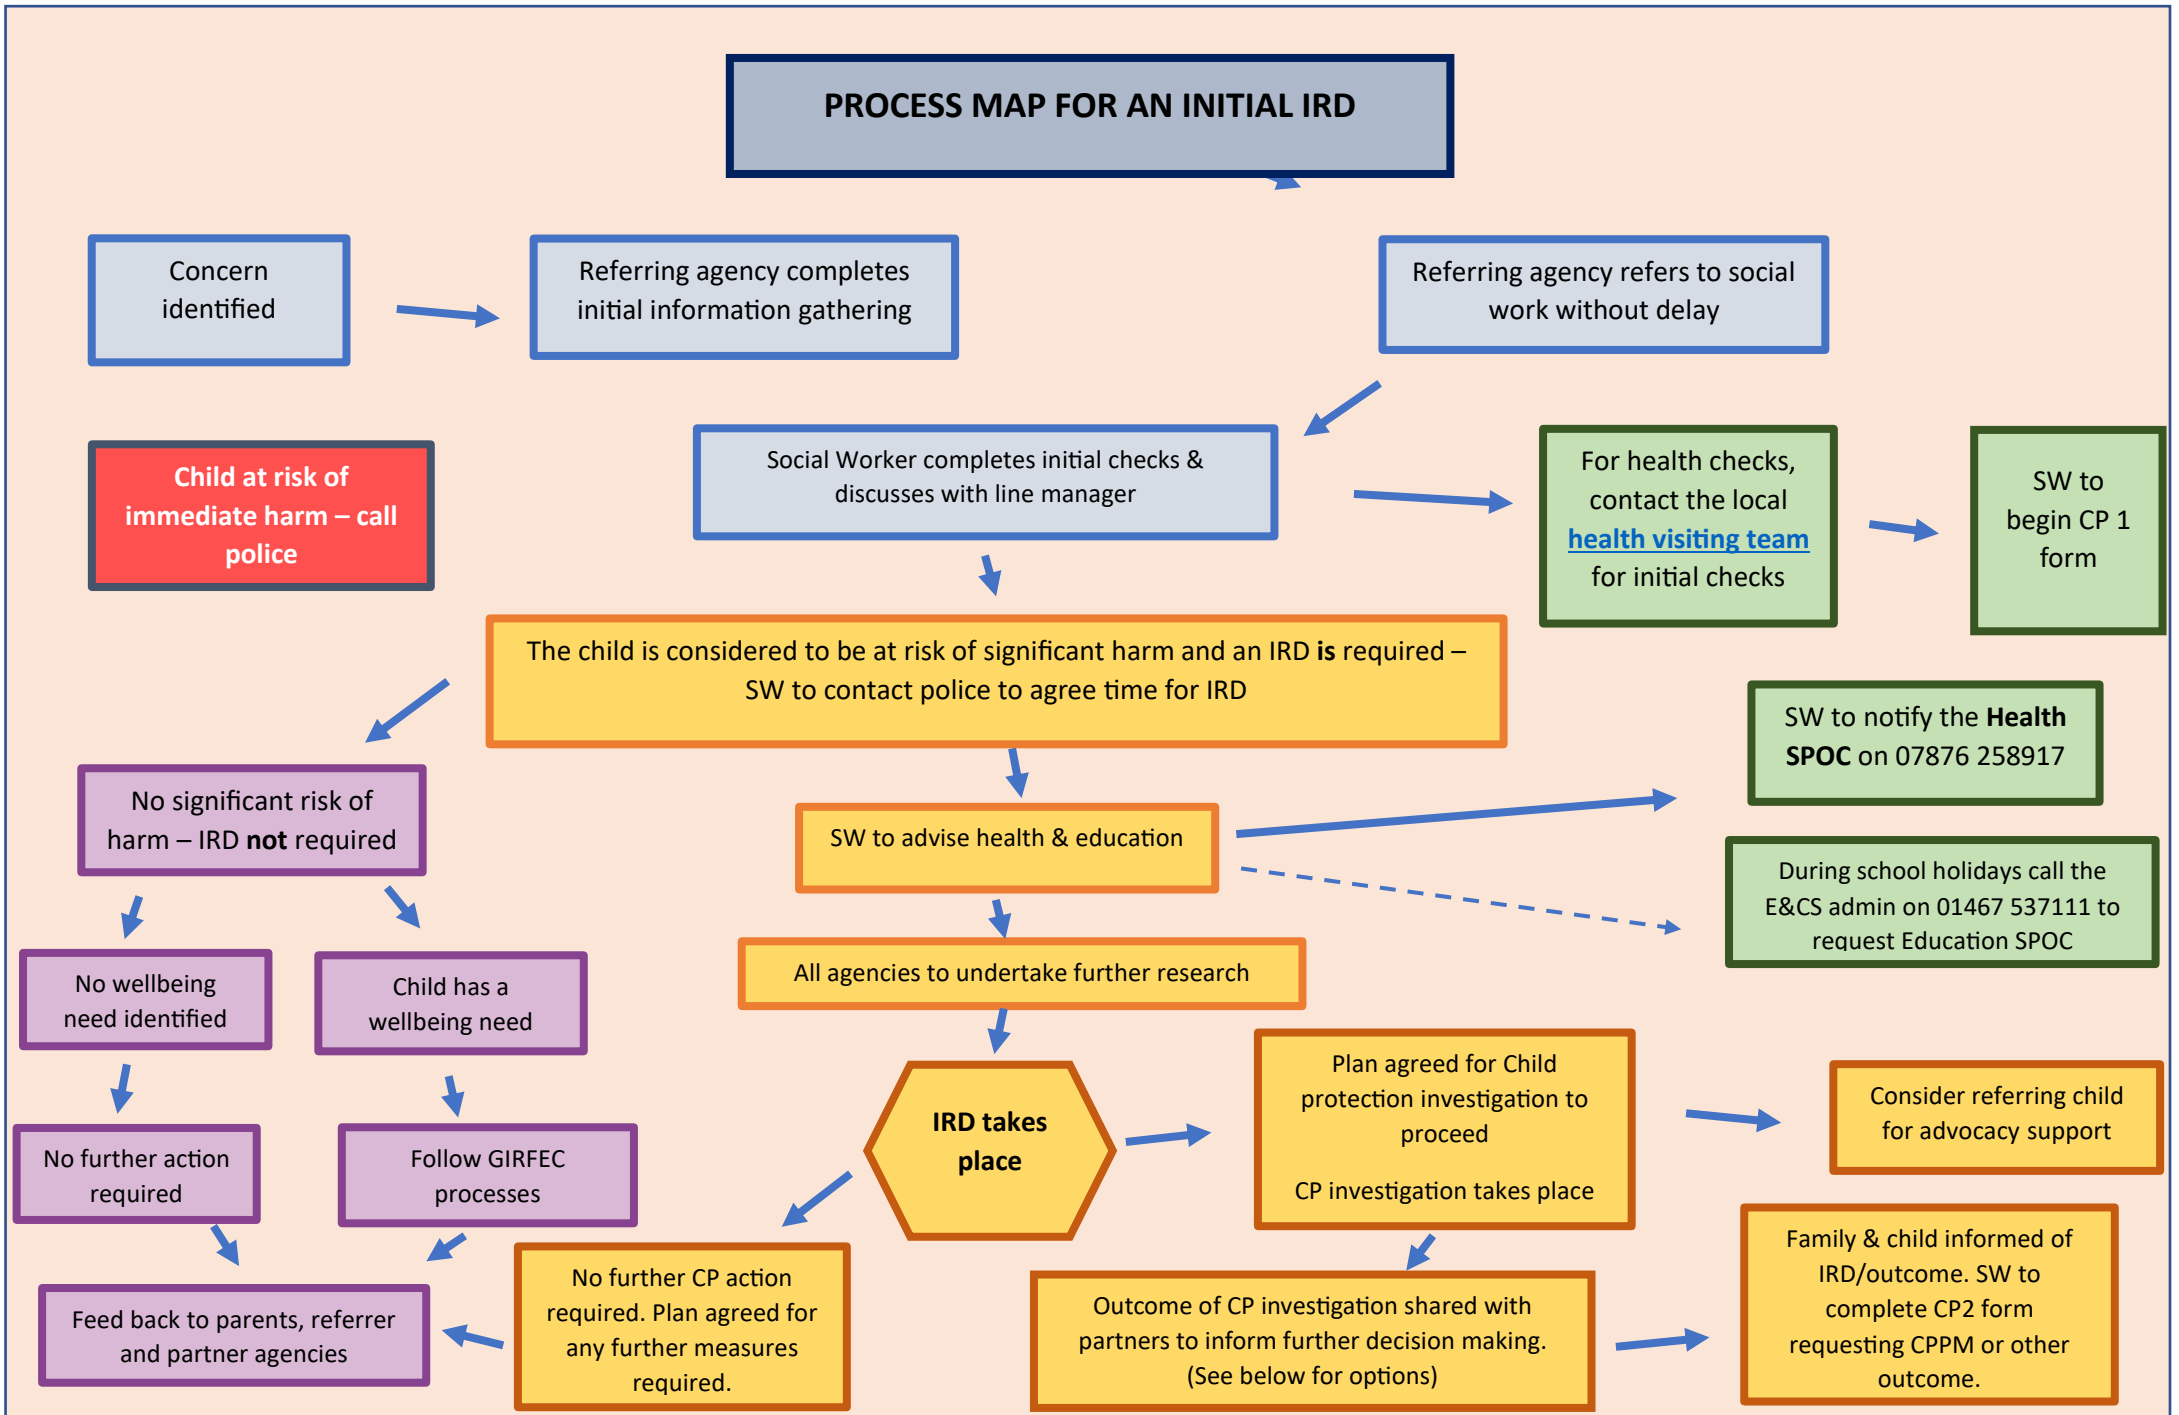 PROCESS MAP FOR AN INITIAL IRD
Concern
identified
Referring agency completes
initial information gathering
Referring agency refers to social
work without delay
Child at risk of
immediate harm – call
police
Social Worker completes initial checks &
discusses with line manager
For health checks,
contact the local
health visiting team
for initial checks
SW to
begin CP 1
form
The child is considered to be at risk of significant harm and an IRD is required –
SW to contact police to agree time for IRD
SW to notify the Health
SPOC on 07876 258917
No significant risk of
harm – IRD not required
SW to advise health & education
During school holidays call the
E&CS admin on 01467 537111 to
request Education SPOC
No wellbeing
need identified
Child has a
wellbeing need
All agencies to undertake further research
No further action
required
Follow GIRFEC
processes
IRD takes
place
Plan agreed for Child
protection investigation to
proceed
CP investigation takes place
Consider referring child
for advocacy support
Feed back to parents, referrer
and partner agencies
No further CP action
required. Plan agreed for
any further measures
required.
Outcome of CP investigation shared with
partners to inform further decision making.
(See below for options)
Family & child informed of
IRD/outcome. SW to
complete CP2 form
requesting CPPM or other
outcome.